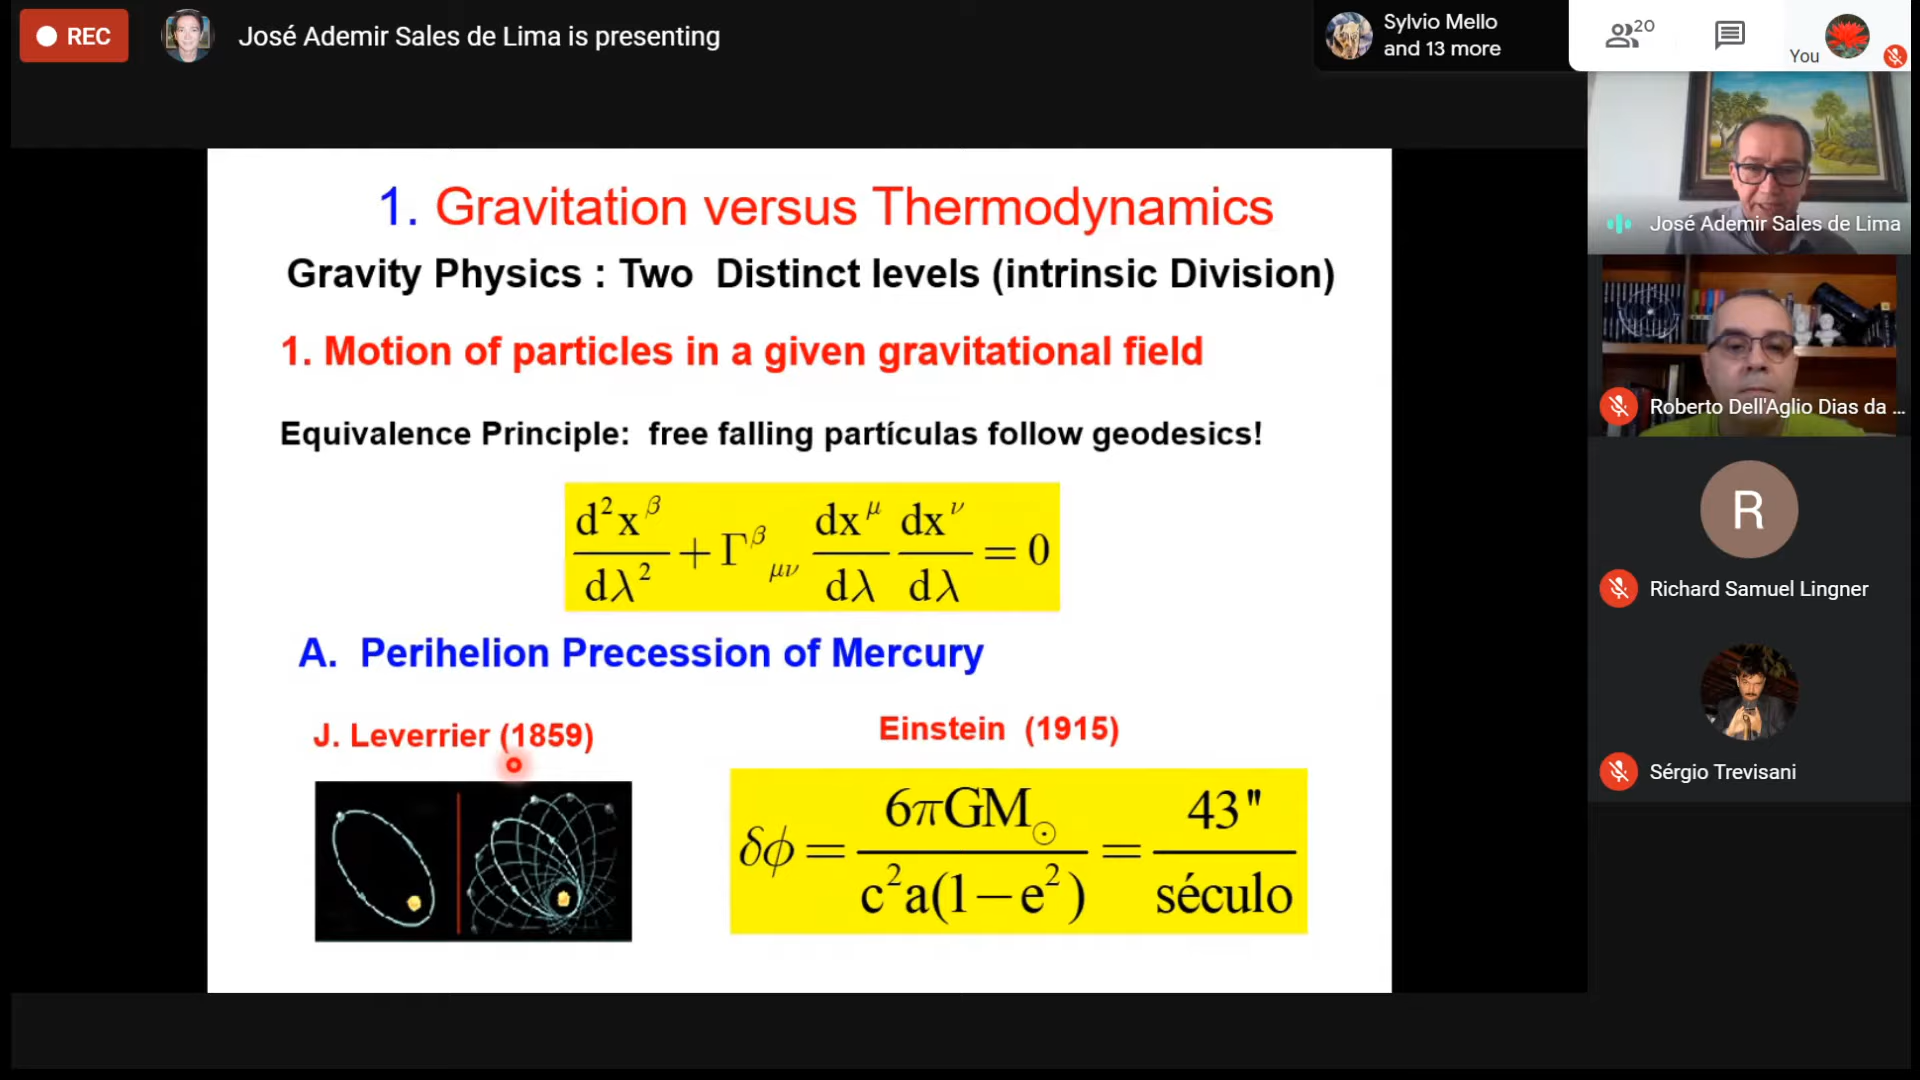 REC
José Ademir Sales de Lima is presenting
Sylvio Mello
and 13 more
20
You
1. Gravitation versus Thermodynamics
Gravity Physics : Two Distinct levels (intrinsic Division)
1. Motion of particles in a given gravitational field
Equivalence Principle: free falling partículas follow geodesics!
d²x^β/dλ² + Γ^β_μν dx^μ/dλ dx^ν/dλ = 0
A. Perihelion Precession of Mercury
J. Leverrier (1859)
Einstein (1915)
δϕ = 6πGM_⊙/c²a(1−e²) = 43"/século
José Ademir Sales de Lima
Roberto Dell'Aglio Dias da ...
R
Richard Samuel Lingner
Sérgio Trevisani